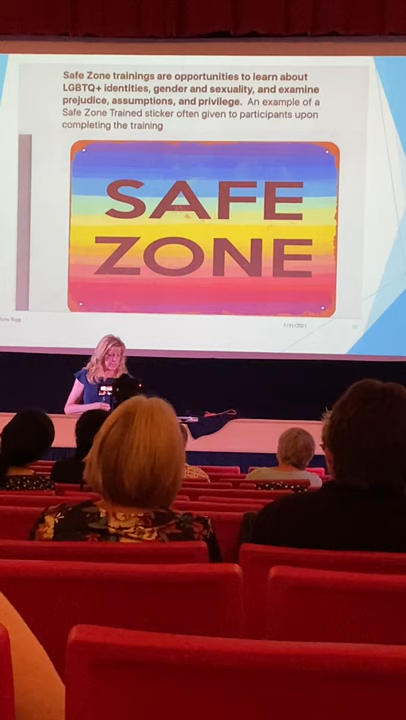 Safe Zone trainings are opportunities to learn about
LGBTQ+ identities, gender and sexuality, and examine
prejudice, assumptions, and privilege. An example of a
Safe Zone Trained sticker often given to participants upon
completing the training
SAFE
ZONE